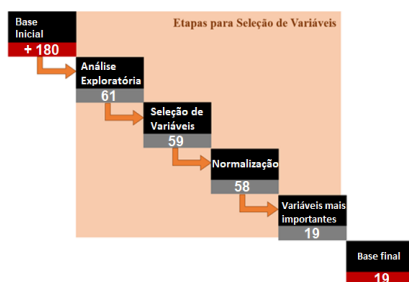 Base
Inicial
+ 180
Etapas para Seleção de Variáveis
Análise
Exploratória
61
Seleção de
Variáveis
59
Normalização
58
Variáveis mais
importantes
19
Base final
19